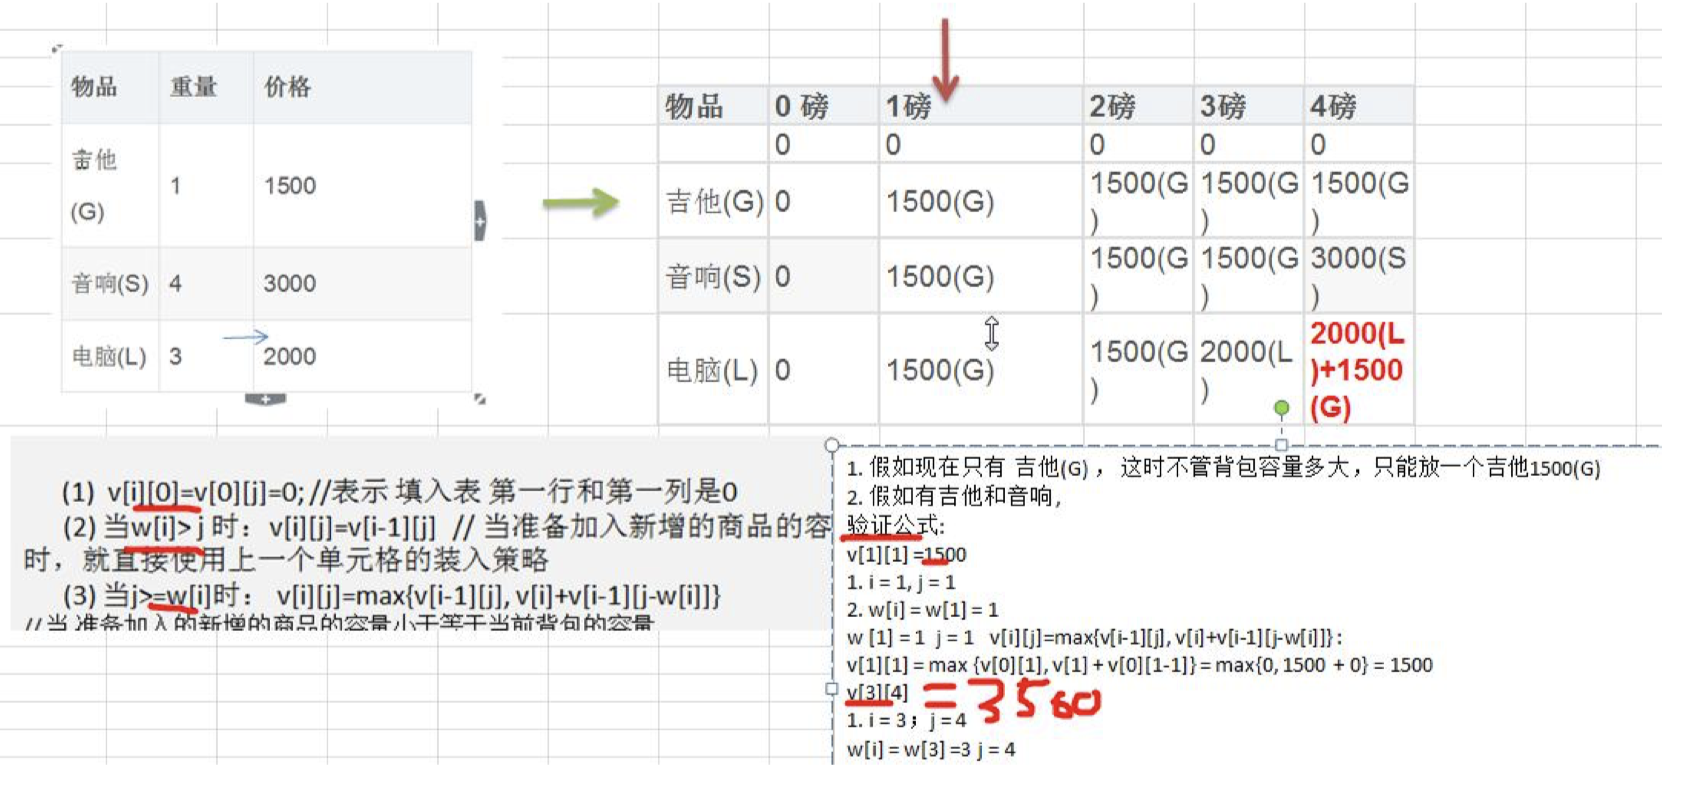 物品 重量 价格
吉他
(G) 1 1500
音响(S) 4 3000
电脑(L) 3 2000
物品 0 磅 1磅 2磅 3磅 4磅
0 0 0 0 0
吉他(G) 0 1500(G) 1500(G 1500(G 1500(G
) ) )
音响(S) 0 1500(G) 1500(G 1500(G 3000(S
) ) )
电脑(L) 0 1500(G) 1500(G 2000(L 2000(L
) ) )+1500
(G)
(1) v[i][0]=v[0][j]=0; //表示 填入表 第一行和第一列是0
(2) 当w[i]> j 时：v[i][j]=v[i-1][j] // 当准备加入新增的商品的容
时，就直接使用上一个单元格的装入策略
(3) 当j>=w[i]时： v[i][j]=max{v[i-1][j], v[i]+v[i-1][j-w[i]]}
//当 准备加入的新增的商品的容量小于等于当前背包的容量
1. 假如现在只有 吉他(G) ， 这时不管背包容量多大，只能放一个吉他1500(G)
2. 假如有吉他和音响,
验证公式:
v[1][1] =1500
1. i = 1, j = 1
2. w[i] = w[1] = 1
w [1] = 1 j = 1 v[i][j]=max{v[i-1][j], v[i]+v[i-1][j-w[i]]} :
v[1][1] = max {v[0][1], v[1] + v[0][1-1]} = max{0, 1500 + 0} = 1500
v[3][4] = 3500
1. i = 3；j = 4
w[i] = w[3] =3 j = 4